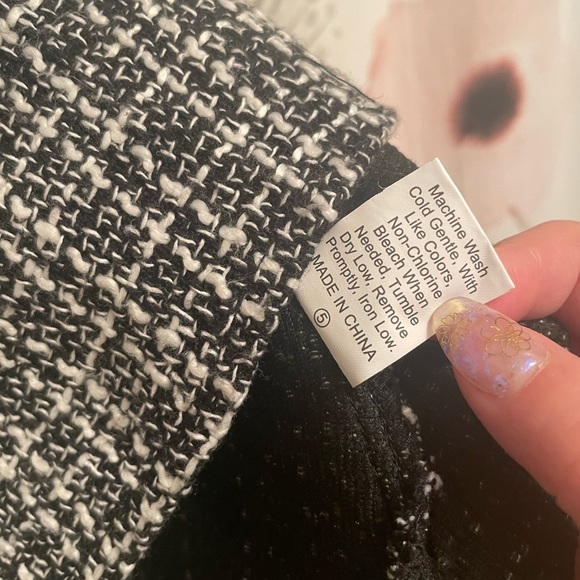 Machine Wash
Cold Gentle, With
Like Colors,
Non-Chlorine
Bleach When
Needed, Tumble
Dry Low, Remove
Promptly, Iron Low.
MADE IN CHINA
⑤